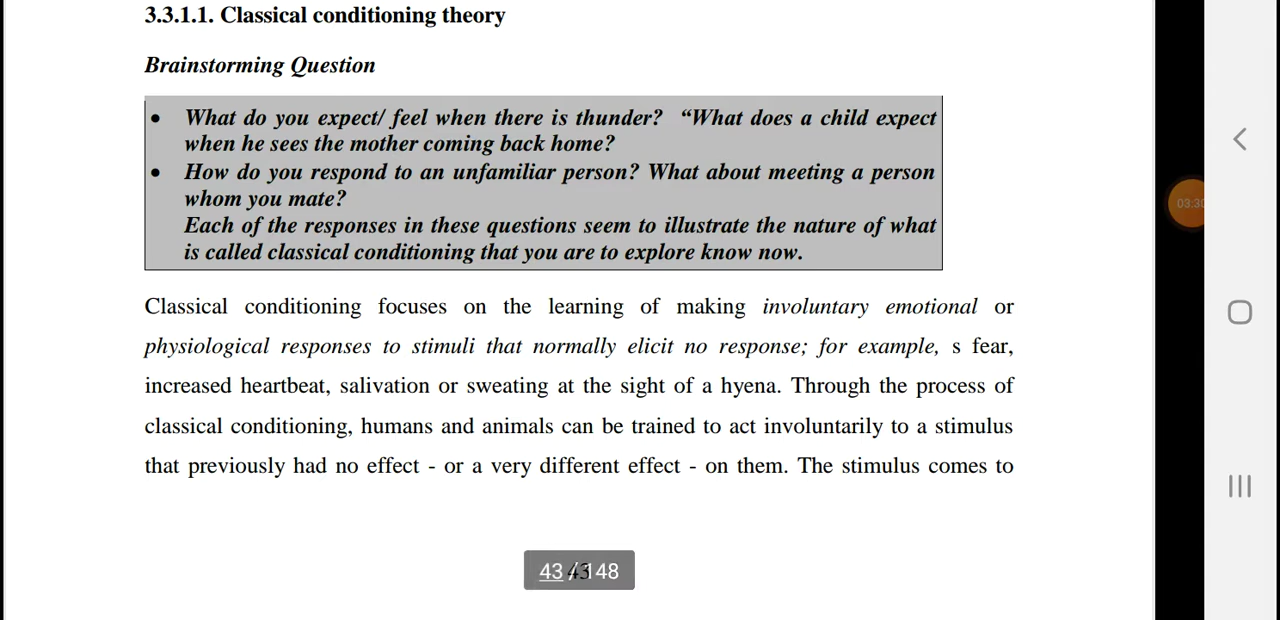 3.3.1.1. Classical conditioning theory
Brainstorming Question
• What do you expect/ feel when there is thunder? “What does a child expect
when he sees the mother coming back home?
• How do you respond to an unfamiliar person? What about meeting a person
whom you mate?
Each of the responses in these questions seem to illustrate the nature of what
is called classical conditioning that you are to explore know now.
Classical conditioning focuses on the learning of making involuntary emotional or
physiological responses to stimuli that normally elicit no response; for example, s fear,
increased heartbeat, salivation or sweating at the sight of a hyena. Through the process of
classical conditioning, humans and animals can be trained to act involuntarily to a stimulus
that previously had no effect - or a very different effect - on them. The stimulus comes to
43 / 148
43
03:30